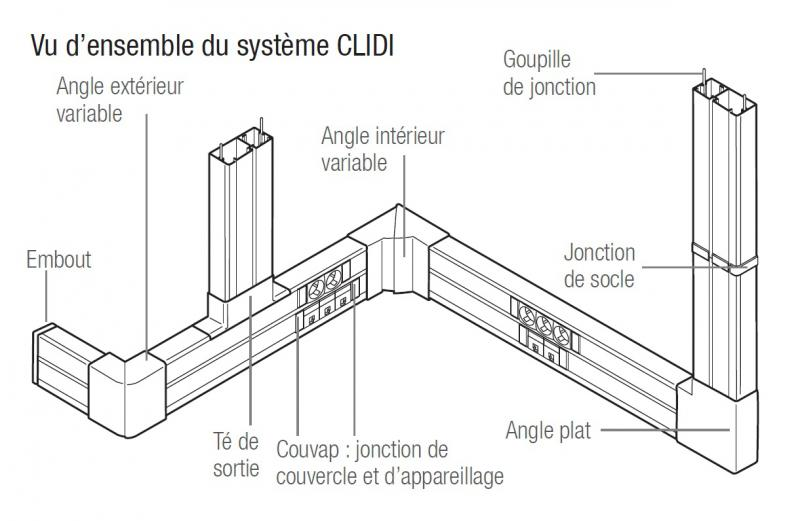 Vu d'ensemble du système CLIDI
Angle extérieur
variable
Goupille
de jonction
Angle intérieur
variable
Embout
Jonction
de socle
Té de
sortie
Couvap : jonction de
couvercle et d'appareillage
Angle plat